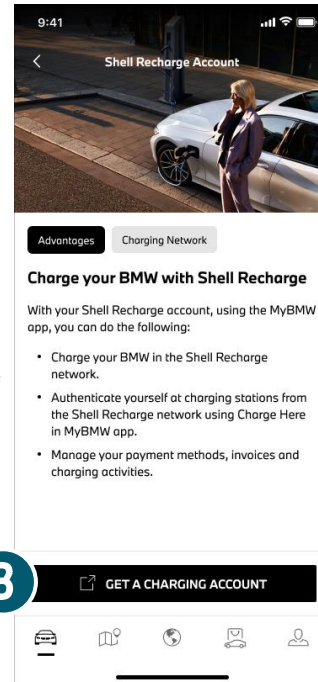 9:41
Shell Recharge Account
Advantages
Charging Network
Charge your BMW with Shell Recharge
With your Shell Recharge account, using the MyBMW
app, you can do the following:
• Charge your BMW in the Shell Recharge
network.
• Authenticate yourself at charging stations from
the Shell Recharge network using Charge Here
in MyBMW app.
• Manage your payment methods, invoices and
charging activities.
GET A CHARGING ACCOUNT